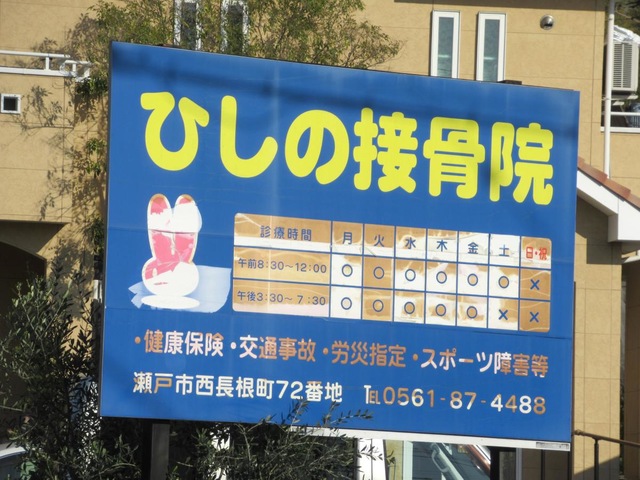 ひしの接骨院
診療時間 月 火 水 木 金 土 日・祝
午前8:30〜12:00 ○ ○ ○ ○ ○ ○ ×
午後3:30〜7:30 ○ ○ ○ ○ ○ × ×
・健康保険・交通事故・労災指定・スポーツ障害等
瀬戸市西長根町72番地 TEL0561-87-4488